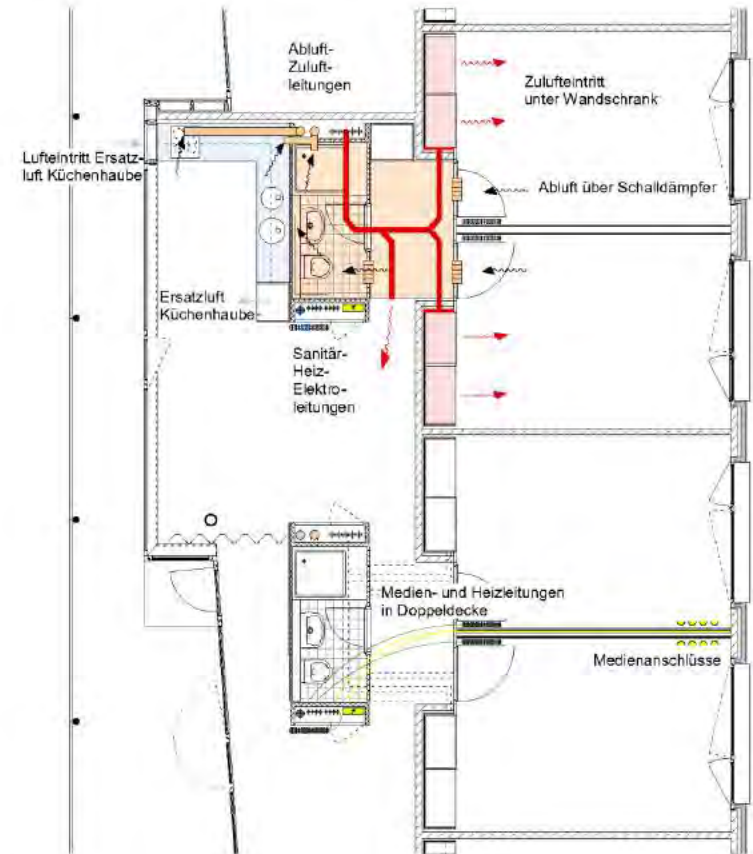 Abluft-
Zuluft-
leitungen
Zulufteintritt
unter Wandschrank
Lufteintritt Ersatz-
luft Küchenhaube
Abluft über Schalldämpfer
Ersatzluft
Küchenhaube
Sanitär-
Heiz-
Elektro-
leitungen
Medien- und Heizleitungen
in Doppeldecke
Medienanschlüsse